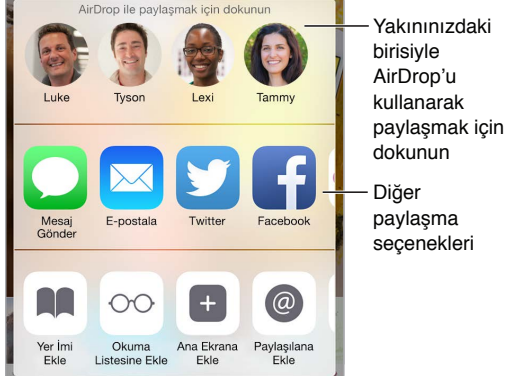 AirDrop ile paylaşmak için dokunun
Luke Tyson Lexi Tammy
Yakınınızdaki
birisiyle
AirDrop'u
kullanarak
paylaşmak için
dokunun
Mesaj Gönder E-postala Twitter Facebook
Diğer
paylaşma
seçenekleri
Yer İmi Okuma Ana Ekrana Paylaşılana
Ekle Listesine Ekle Ekle Ekle